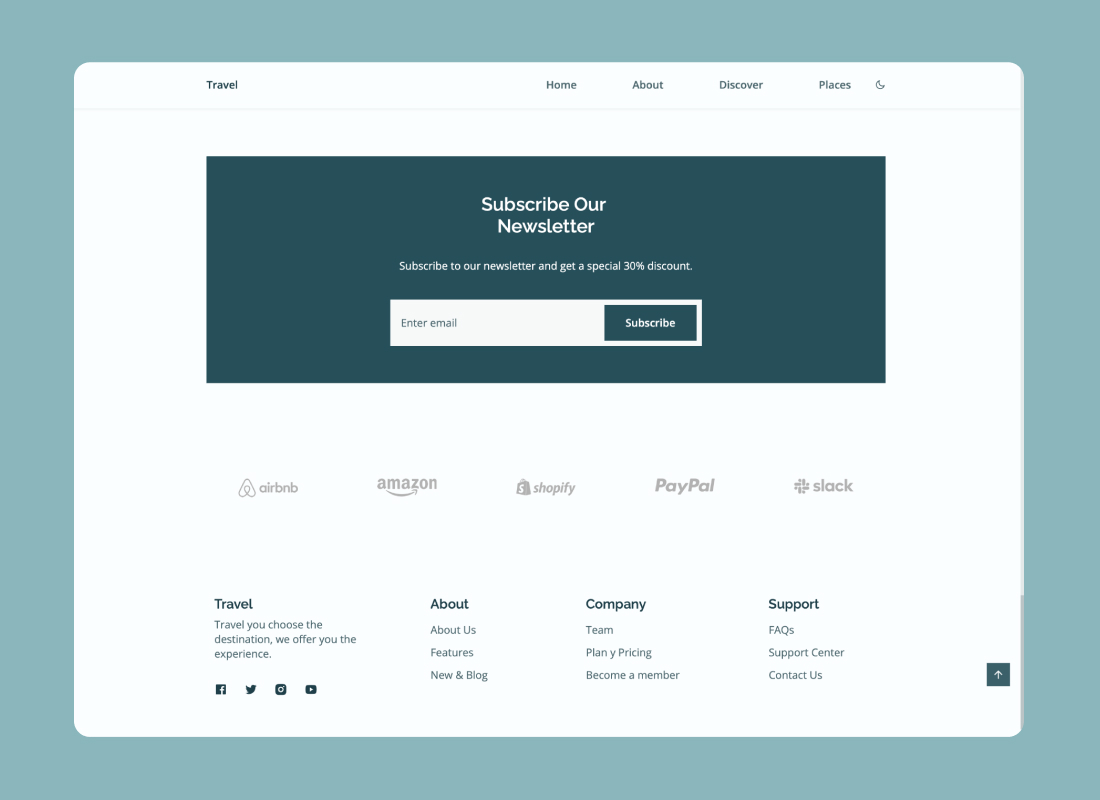 Travel
Home
About
Discover
Places
Subscribe Our
Newsletter
Subscribe to our newsletter and get a special 30% discount.
Enter email
Subscribe
airbnb
amazon
shopify
PayPal
slack
Travel
Travel you choose the
destination, we offer you the
experience.
About
About Us
Features
New & Blog
Company
Team
Plan y Pricing
Become a member
Support
FAQs
Support Center
Contact Us